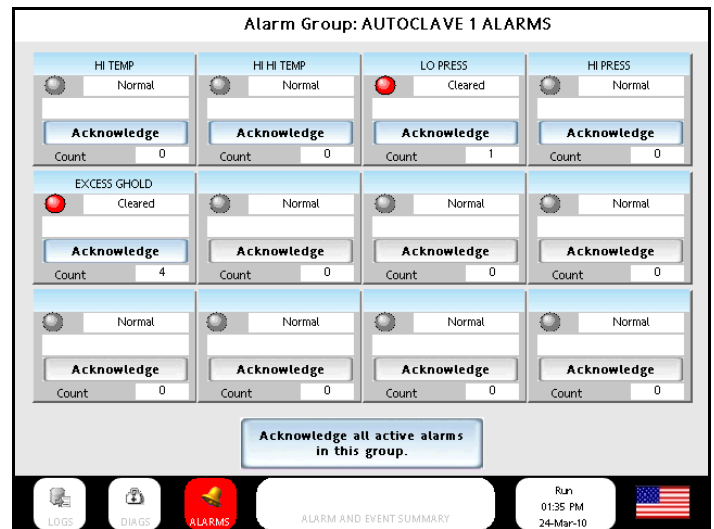 Alarm Group: AUTOCLAVE 1 ALARMS
HI TEMP
Normal
Acknowledge
Count 0
HI HI TEMP
Normal
Acknowledge
Count 0
LO PRESS
Cleared
Acknowledge
Count 1
HI PRESS
Normal
Acknowledge
Count 0
EXCESS GHOLD
Cleared
Acknowledge
Count 4
Normal
Acknowledge
Count 0
Normal
Acknowledge
Count 0
Normal
Acknowledge
Count 0
Normal
Acknowledge
Count 0
Normal
Acknowledge
Count 0
Normal
Acknowledge
Count 0
Normal
Acknowledge
Count 0
Acknowledge all active alarms
in this group.
LOGS
DIAGS
ALARMS
ALARM AND EVENT SUMMARY
Run
01:35 PM
24-Mar-10